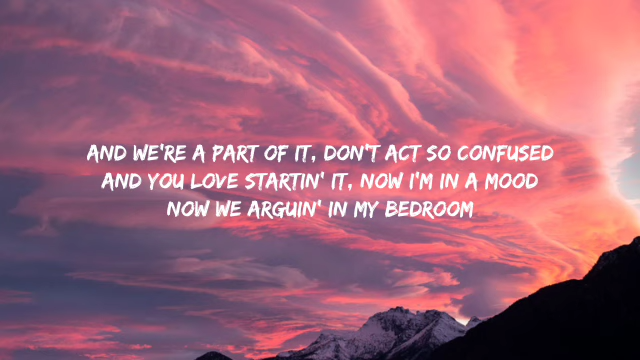 AND WE'RE A PART OF IT, DON'T ACT SO CONFUSED
AND YOU LOVE STARTIN' IT, NOW I'M IN A MOOD
NOW WE ARGUIN' IN MY BEDROOM